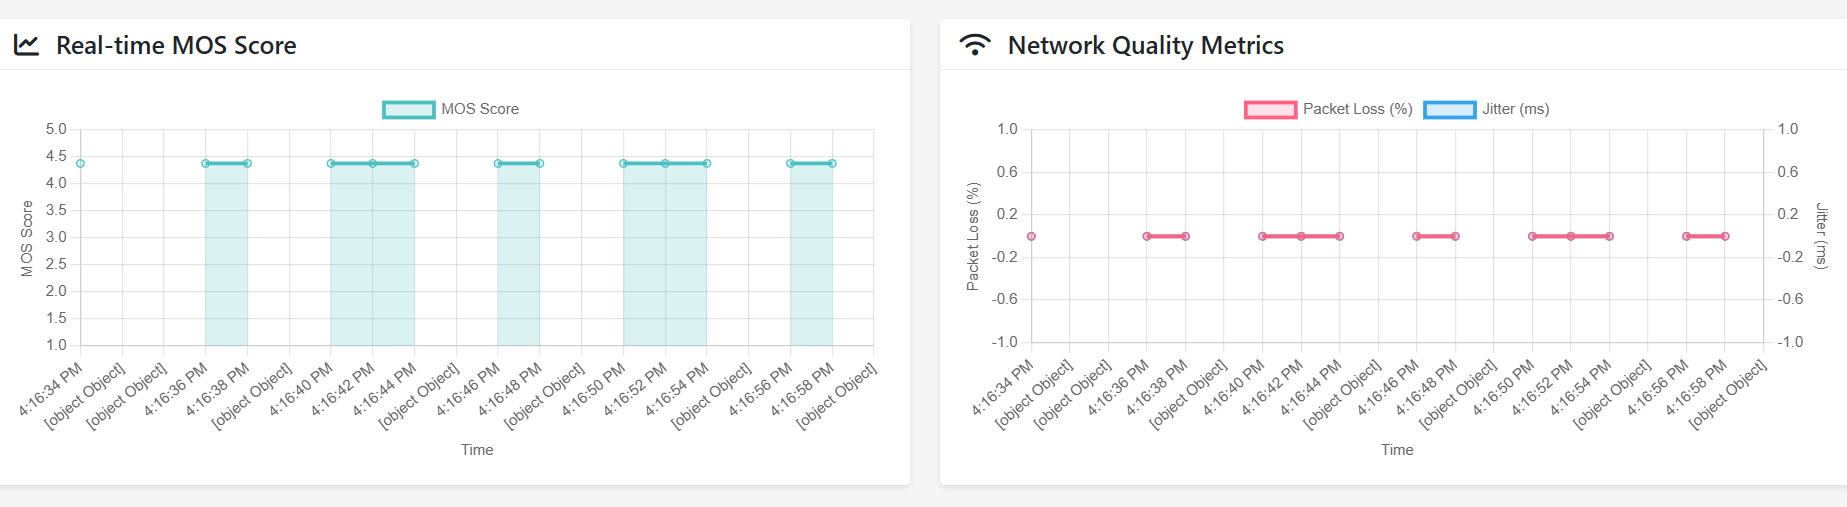 Real-time MOS Score
MOS Score
5.0
4.5
4.0
3.5
3.0
2.5
2.0
1.5
1.0
MOS Score
4:16:34 PM
[object Object]
[object Object]
4:16:36 PM
4:16:38 PM
[object Object]
4:16:40 PM
4:16:42 PM
4:16:44 PM
[object Object]
4:16:46 PM
4:16:48 PM
[object Object]
4:16:50 PM
4:16:52 PM
4:16:54 PM
[object Object]
4:16:56 PM
4:16:58 PM
[object Object]
Time
Network Quality Metrics
Packet Loss (%) Jitter (ms)
1.0
0.6
0.2
-0.2
-0.6
-1.0
Packet Loss (%)
1.0
0.6
0.2
-0.2
-0.6
-1.0
Jitter (ms)
4:16:34 PM
[object Object]
[object Object]
4:16:36 PM
4:16:38 PM
[object Object]
4:16:40 PM
4:16:42 PM
4:16:44 PM
[object Object]
4:16:46 PM
4:16:48 PM
[object Object]
4:16:50 PM
4:16:52 PM
4:16:54 PM
[object Object]
4:16:56 PM
4:16:58 PM
[object Object]
Time